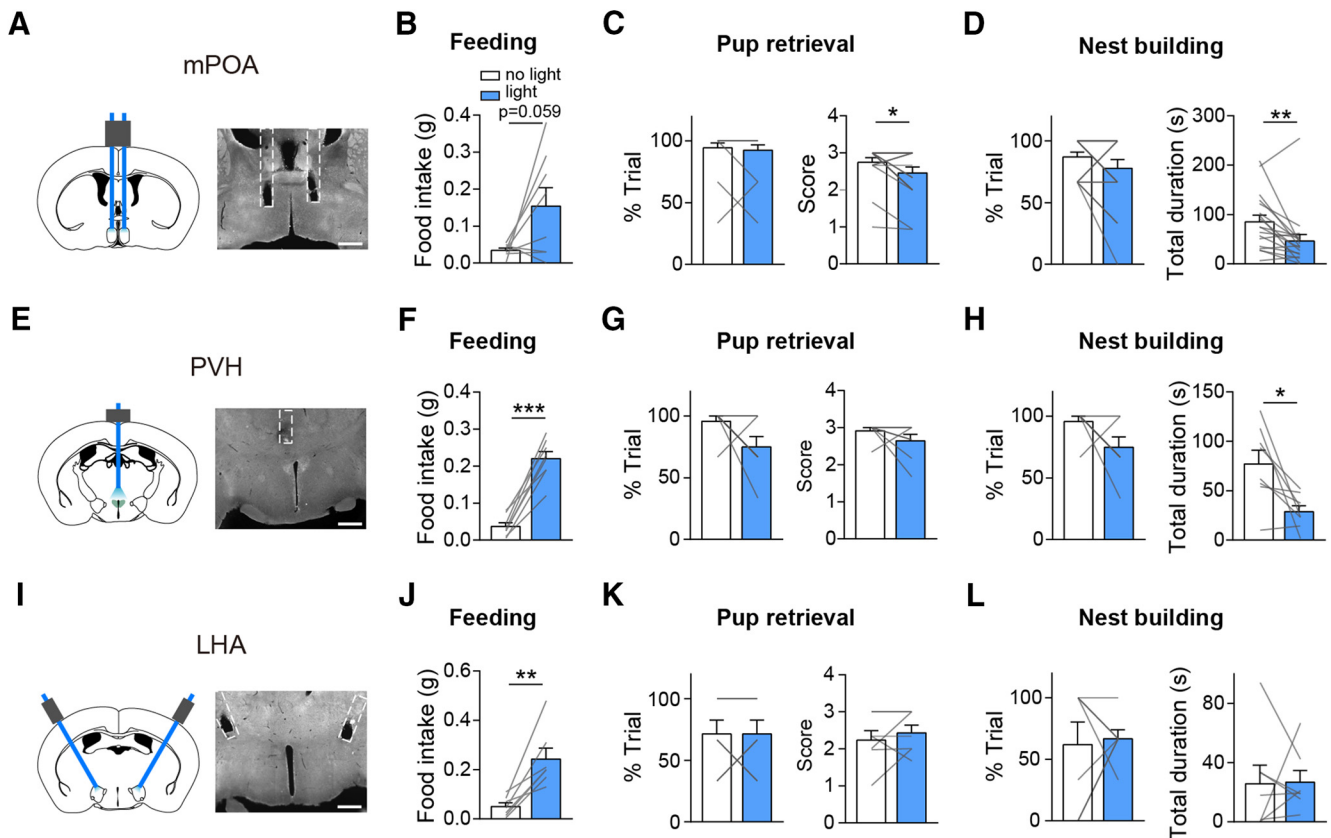 A
mPOA
B
Feeding
no light
light
p=0.059
Food intake (g)
0.4
0.3
0.2
0.1
0.0
C
Pup retrieval
% Trial
100
50
0
Score
4
3
2
1
0
*
D
Nest building
% Trial
100
50
0
Total duration (s)
300
200
100
0
**
E
PVH
F
Feeding
Food intake (g)
0.4
0.3
0.2
0.1
0.0
***
G
Pup retrieval
% Trial
100
50
0
Score
4
3
2
1
0
H
Nest building
% Trial
100
50
0
Total duration (s)
150
100
50
0
*
I
LHA
J
Feeding
Food intake (g)
0.6
0.4
0.2
0.0
**
K
Pup retrieval
% Trial
100
50
0
Score
4
3
2
1
0
L
Nest building
% Trial
100
50
0
Total duration (s)
80
40
0